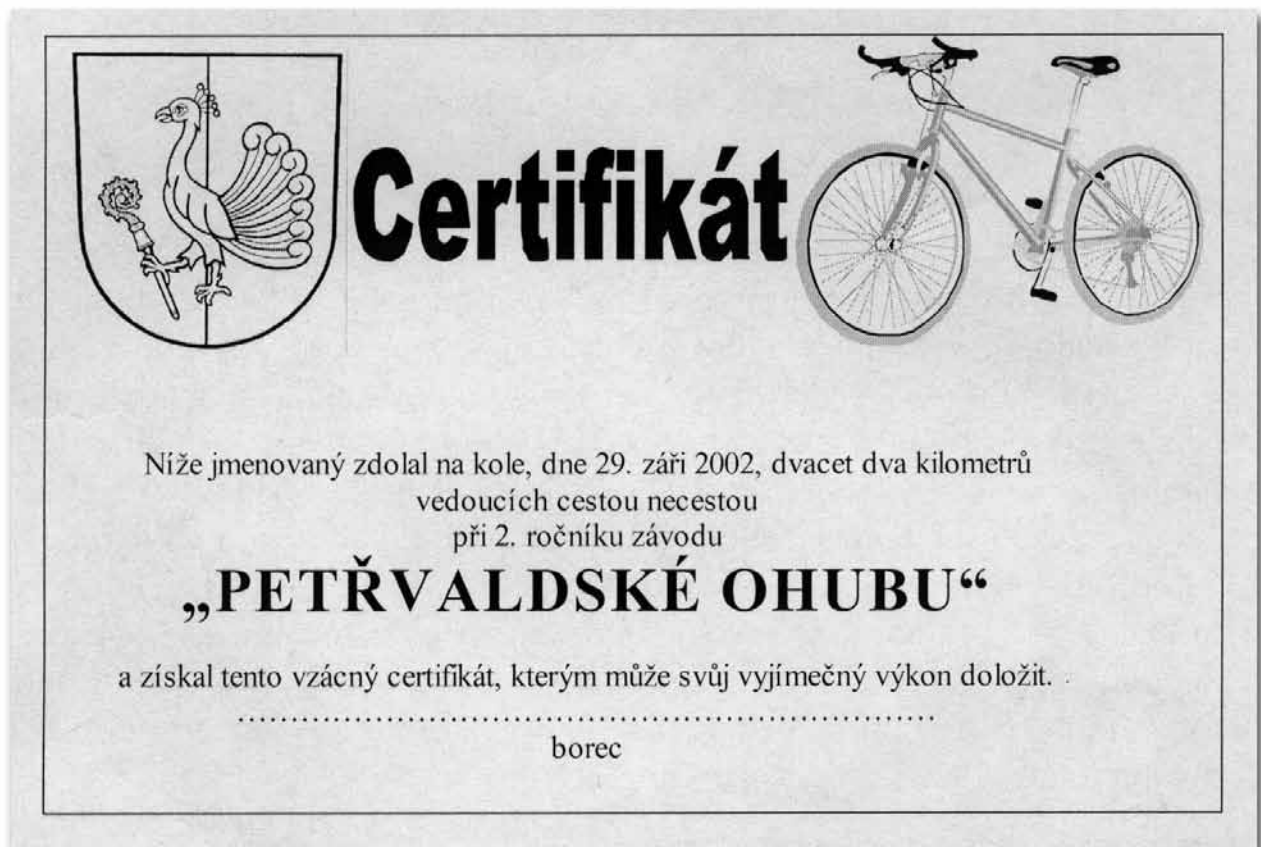 Certifikát
Níže jmenovaný zdolal na kole, dne 29. září 2002, dvacet dva kilometrů
vedoucích cestou necestou
při 2. ročníku závodu
„PETŘVALDSKÉ OHUBU“
a získal tento vzácný certifikát, kterým může svůj vyjímečný výkon doložit.
....................................................................
borec